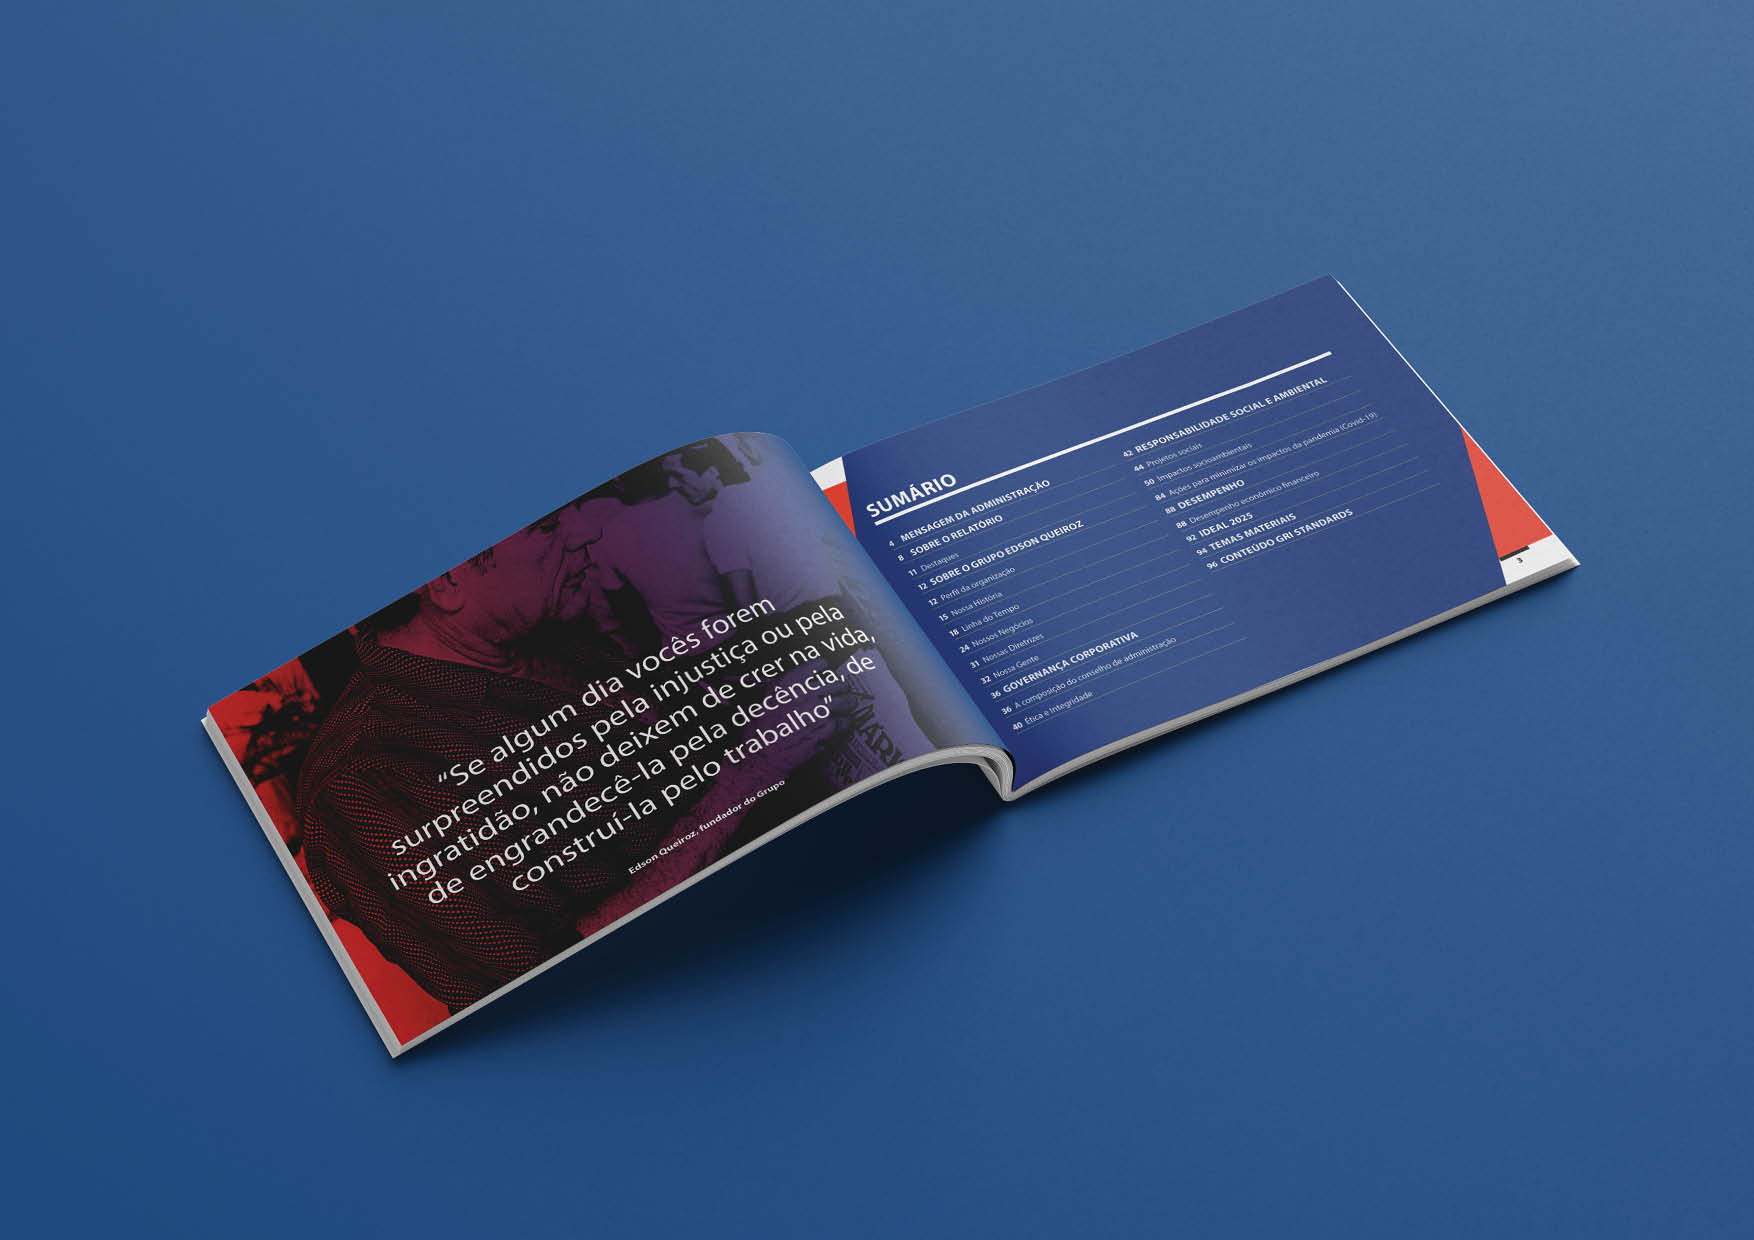 “Se algum dia vocês forem
surpreendidos pela injustiça ou pela
ingratidão, não deixem de crer na vida,
de engrandecê-la pela decência, de
construí-la pelo trabalho”
Edson Queiroz, fundador do Grupo
SUMÁRIO
4 MENSAGEM DA ADMINISTRAÇÃO
8 SOBRE O RELATÓRIO
11 Destaques
12 SOBRE O GRUPO EDSON QUEIROZ
12 Perfil da organização
15 Nossa História
18 Linha do Tempo
24 Nossos Negócios
31 Nossas Diretrizes
32 Nossa Gente
36 GOVERNANÇA CORPORATIVA
36 A composição do conselho de administração
40 Ética e Integridade
42 RESPONSABILIDADE SOCIAL E AMBIENTAL
44 Projetos sociais
50 Impactos socioambientais
84 Ações para minimizar os impactos da pandemia (Covid-19)
88 DESEMPENHO
88 Desempenho econômico financeiro
92 IDEAL 2025
94 TEMAS MATERIAIS
96 CONTEÚDO GRI STANDARDS
3